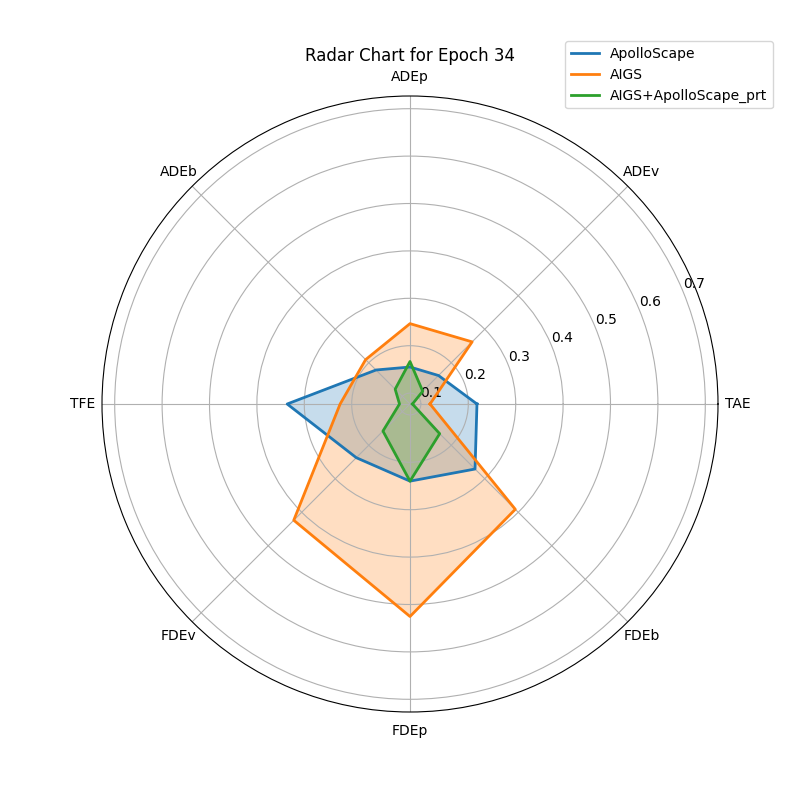 Radar Chart for Epoch 34
ApolloScape
AIGS
AIGS+ApolloScape_prt
ADEp
ADEb
ADEv
0.7
0.6
0.5
0.4
0.3
0.2
0.1
TFE
TAE
FDEv
FDEb
FDEp